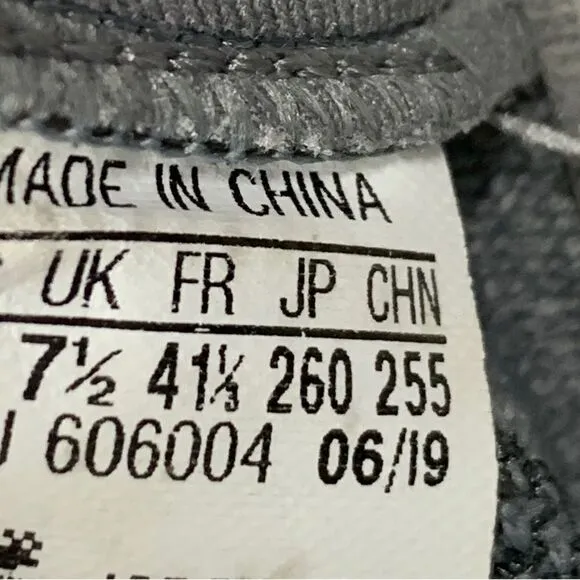 MADE IN CHINA
UK FR JP CHN
7½ 41⅓ 260 255
606004 06/19